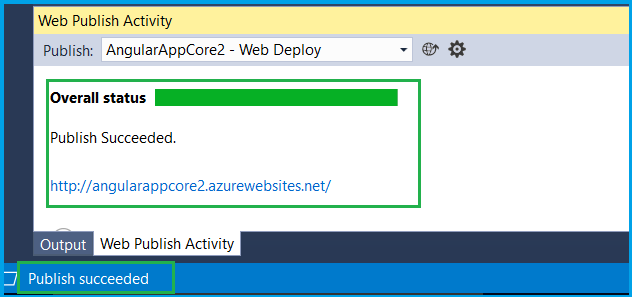 Web Publish Activity
Publish: AngularAppCore2 - Web Deploy
Overall status
Publish Succeeded.
http://angularappcore2.azurewebsites.net/
Output Web Publish Activity
Publish succeeded